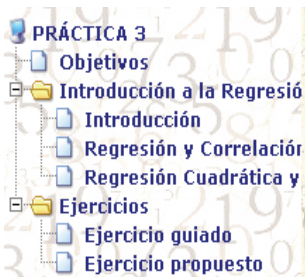 PRÁCTICA 3
Objetivos
Introducción a la Regresió
Introducción
Regresión y Correlación
Regresión Cuadrática y
Ejercicios
Ejercicio guiado
Ejercicio propuesto